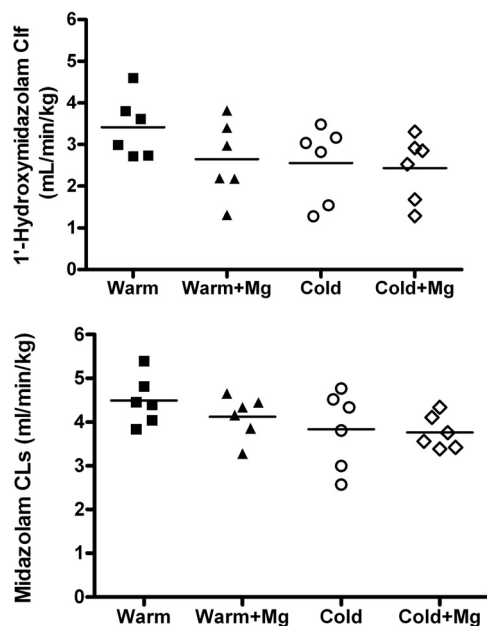 1'-Hydroxymidazolam Clf
(mL/min/kg)
6
5
4
3
2
1
0
Warm Warm+Mg Cold Cold+Mg
Midazolam CLs (ml/min/kg)
6
5
4
3
2
1
0
Warm Warm+Mg Cold Cold+Mg